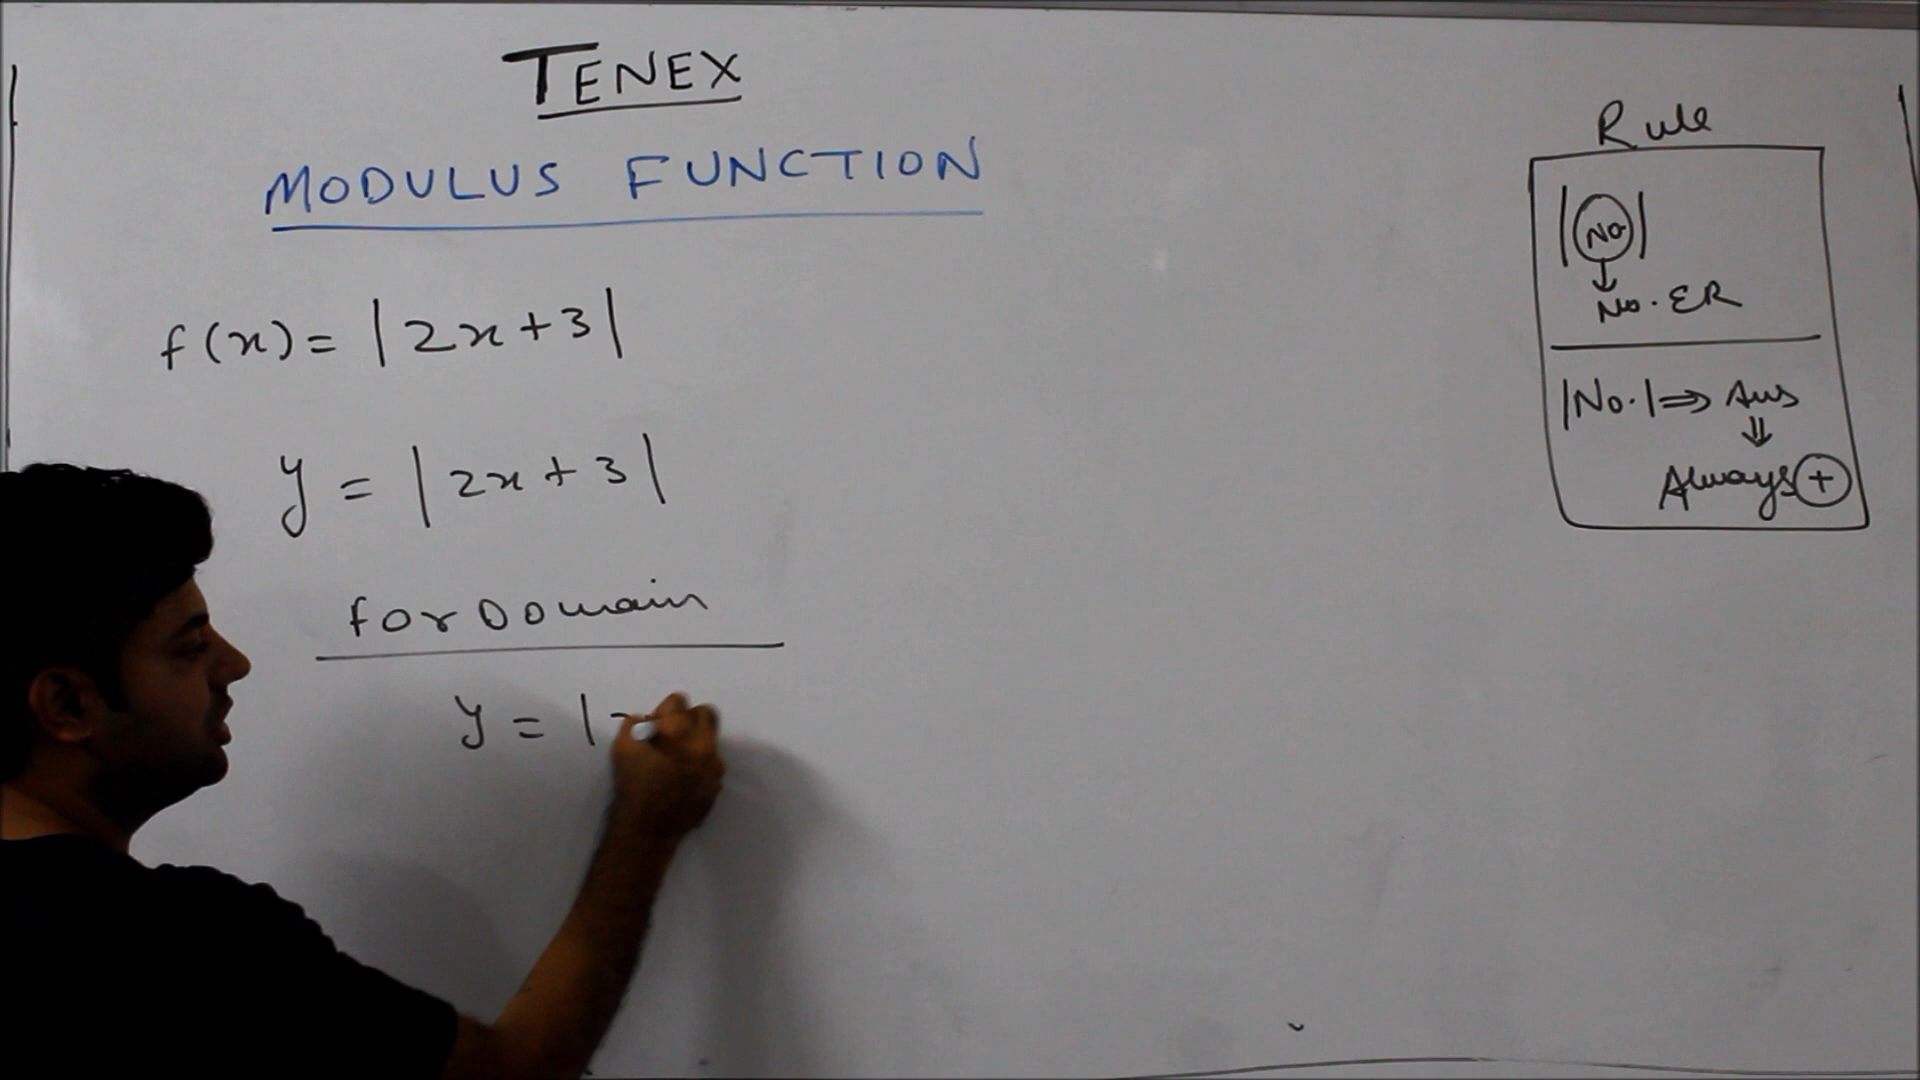 TENEX
MODULUS FUNCTION
f(x) = |2x+3|
y = |2x+3|
for Domain
y = |
Rule
|No|
↓
No. ER
|No.| ⇒ Ans
⇓
Always +